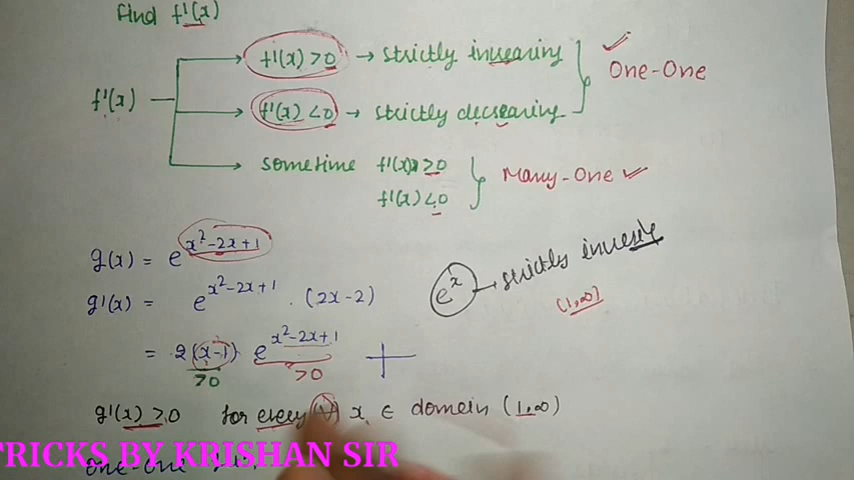 Find f'(x)
f'(x) > 0 → strictly increasing
One-One
f'(x)
f'(x) < 0 → strictly decreasing
sometime f'(x) > 0
f'(x) < 0
Many-One
g(x) = e^{x²-2x+1}
e^x → strictly
(1,∞)
g'(x) = e^{x²-2x+1} . (2x-2)
= 2 (x-1) e^{x²-2x+1}
>0 >0
g'(x) > 0 for every (∀) x ∈ domain (1,∞)
TRICKS BY KRISHAN SIR
one-one